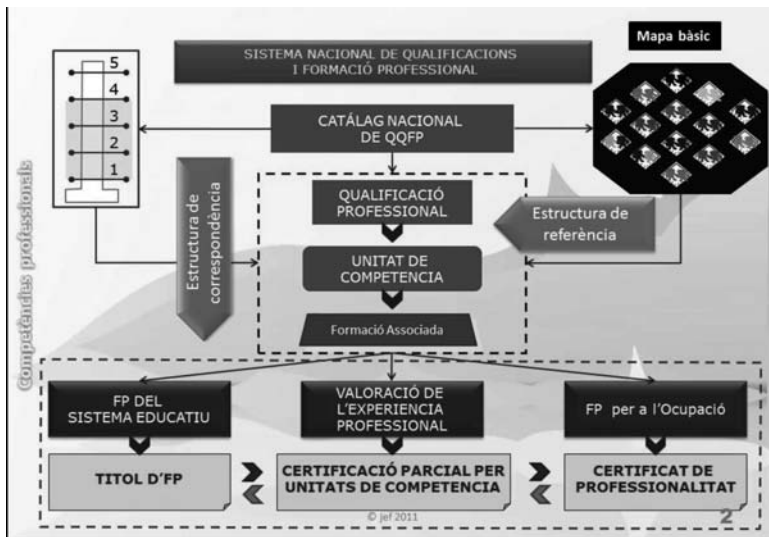 SISTEMA NACIONAL DE QUALIFICACIONS
I FORMACIÓ PROFESSIONAL
Mapa bàsic
5
4
3
2
1
CATÁLAG NACIONAL
DE QQFP
QUALIFICACIÓ
PROFESSIONAL
Estructura de
correspondència
Estructura de
referència
UNITAT DE
COMPETENCIA
Formació Associada
Competències professionals
FP DEL
SISTEMA EDUCATIU
VALORACIÓ DE
L'EXPERIENCIA
PROFESSIONAL
FP per a l'Ocupació
TITOL D'FP
CERTIFICACIÓ PARCIAL PER
UNITATS DE COMPETENCIA
CERTIFICAT DE
PROFESSIONALITAT
© jef 2011
2